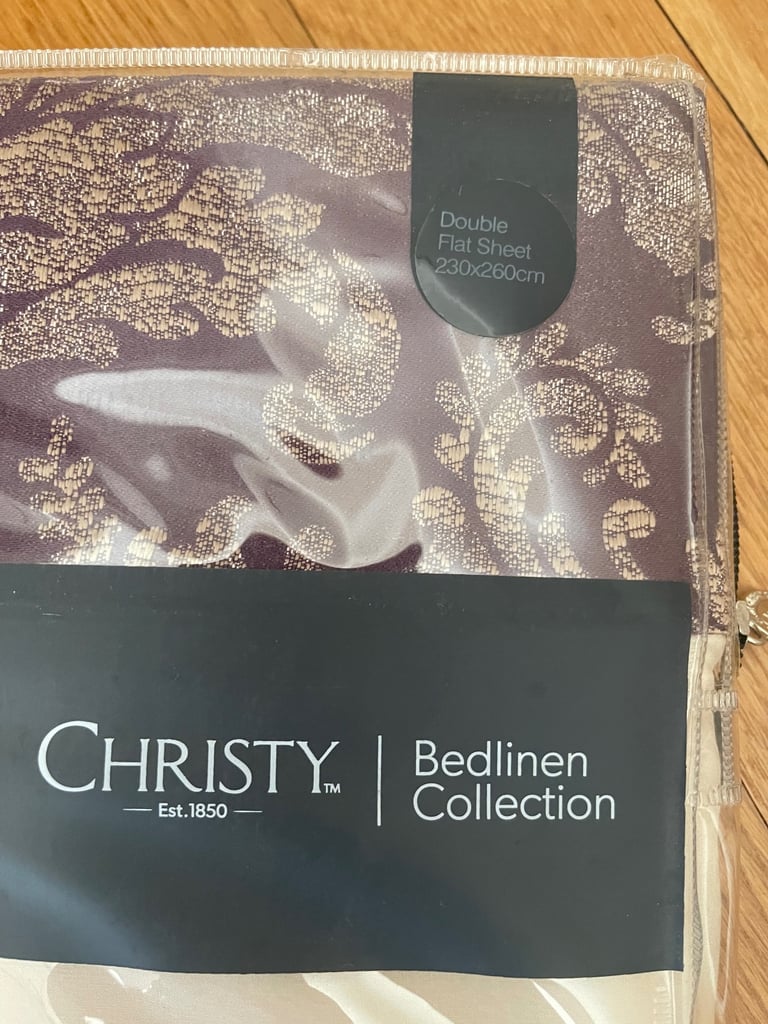 Double
Flat Sheet
230x260cm
CHRISTY™
Est.1850
Bedlinen
Collection